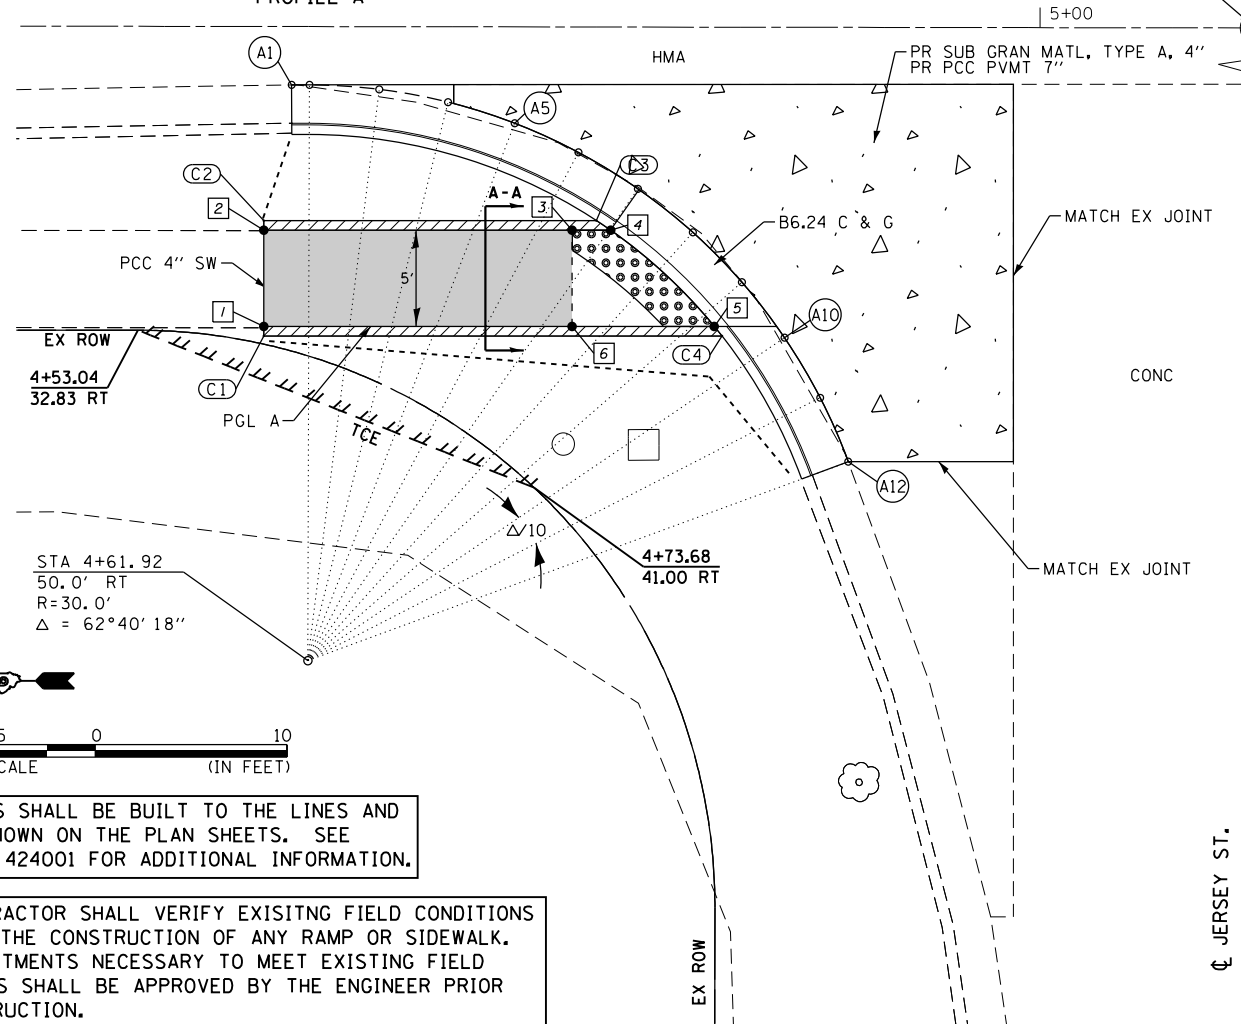 PROFILE A
5+00
A1
HMA
PR SUB GRAN MATL, TYPE A, 4"
PR PCC PVMT 7"
A5
C2
C3
A-A
2
3
4
B6.24 C & G
MATCH EX JOINT
PCC 4" SW
5'
1
5
A10
EX ROW
6
C4
4+53.04
32.83 RT
C1
CONC
PGL A
TCE
A12
△/10
STA 4+61.92
50.0' RT
R=30.0'
△ = 62°40'18"
4+73.68
41.00 RT
MATCH EX JOINT
5 0 10
CALE (IN FEET)
S SHALL BE BUILT TO THE LINES AND
HOWN ON THE PLAN SHEETS. SEE
424001 FOR ADDITIONAL INFORMATION.
RACTOR SHALL VERIFY EXISITNG FIELD CONDITIONS
THE CONSTRUCTION OF ANY RAMP OR SIDEWALK.
TMENTS NECESSARY TO MEET EXISTING FIELD
S SHALL BE APPROVED BY THE ENGINEER PRIOR
RUCTION.
EX ROW
℄ JERSEY ST.